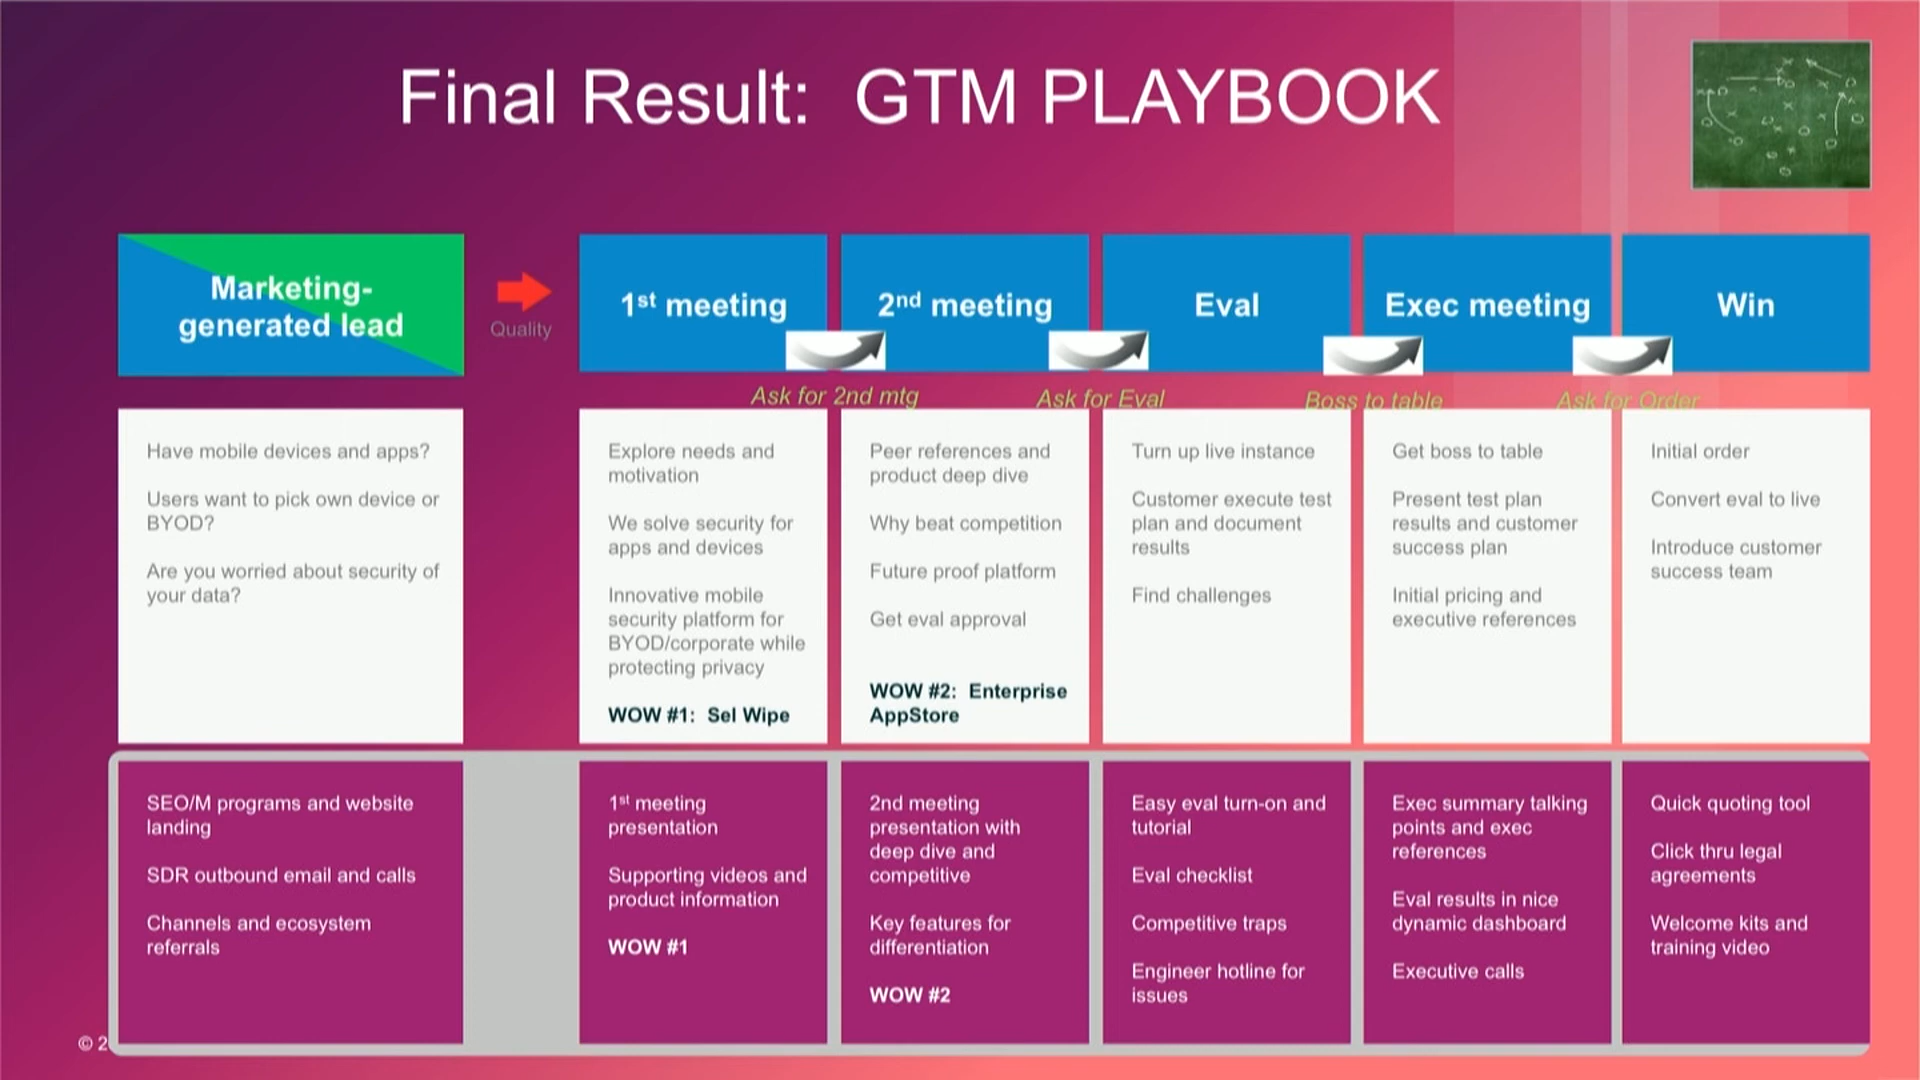 Final Result:  GTM PLAYBOOK
Marketing-
generated lead
Quality
1st meeting
2nd meeting
Eval
Exec meeting
Win
Ask for 2nd mtg
Ask for Eval
Boss to table
Ask for Order
Have mobile devices and apps?
Users want to pick own device or
BYOD?
Are you worried about security of
your data?
Explore needs and
motivation
We solve security for
apps and devices
Innovative mobile
security platform for
BYOD/corporate while
protecting privacy
WOW #1:  Sel Wipe
Peer references and
product deep dive
Why beat competition
Future proof platform
Get eval approval
WOW #2:  Enterprise
AppStore
Turn up live instance
Customer execute test
plan and document
results
Find challenges
Get boss to table
Present test plan
results and customer
success plan
Initial pricing and
executive references
Initial order
Convert eval to live
Introduce customer
success team
SEO/M programs and website
landing
SDR outbound email and calls
Channels and ecosystem
referrals
1st meeting
presentation
Supporting videos and
product information
WOW #1
2nd meeting
presentation with
deep dive and
competitive
Key features for
differentiation
WOW #2
Easy eval turn-on and
tutorial
Eval checklist
Competitive traps
Engineer hotline for
issues
Exec summary talking
points and exec
references
Eval results in nice
dynamic dashboard
Executive calls
Quick quoting tool
Click thru legal
agreements
Welcome kits and
training video
© 2